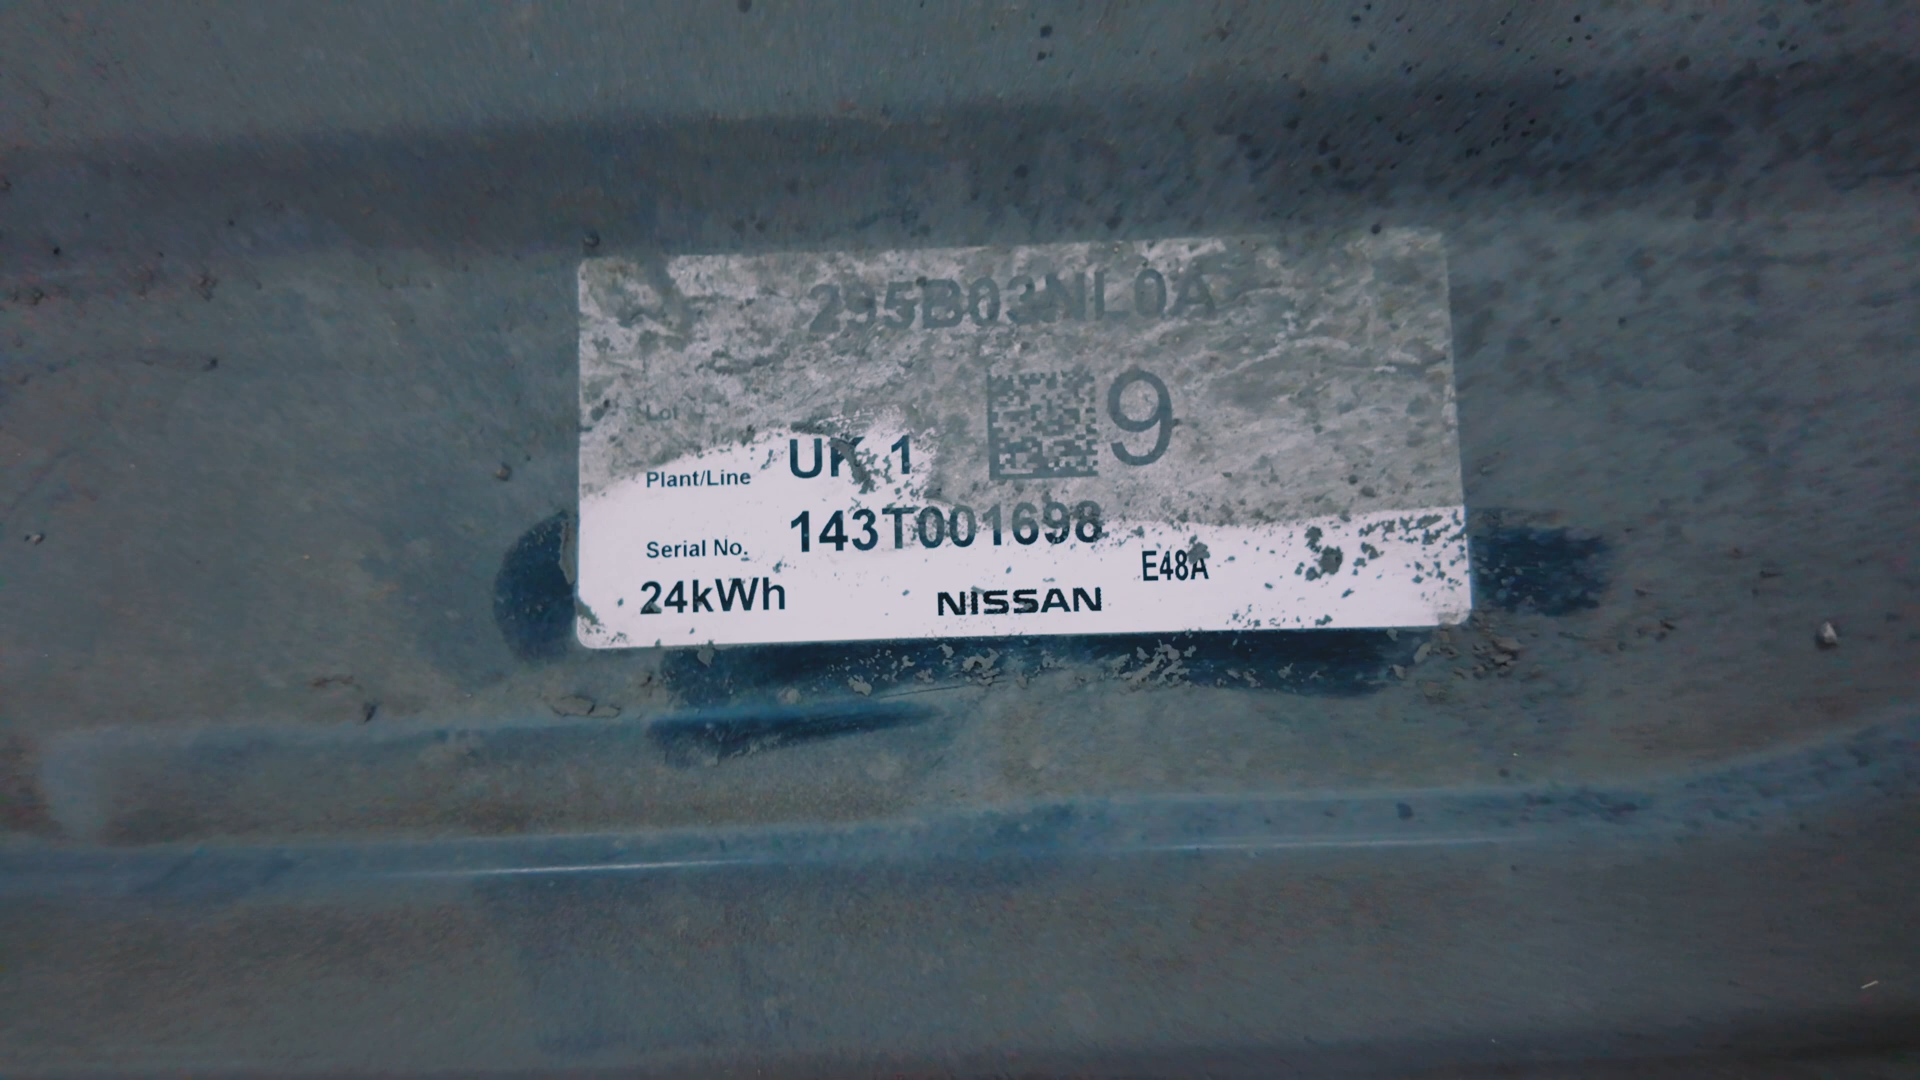 295B03NL0A
Lot
9
Plant/Line UK 1
Serial No. 143T001698
24kWh NISSAN E48A